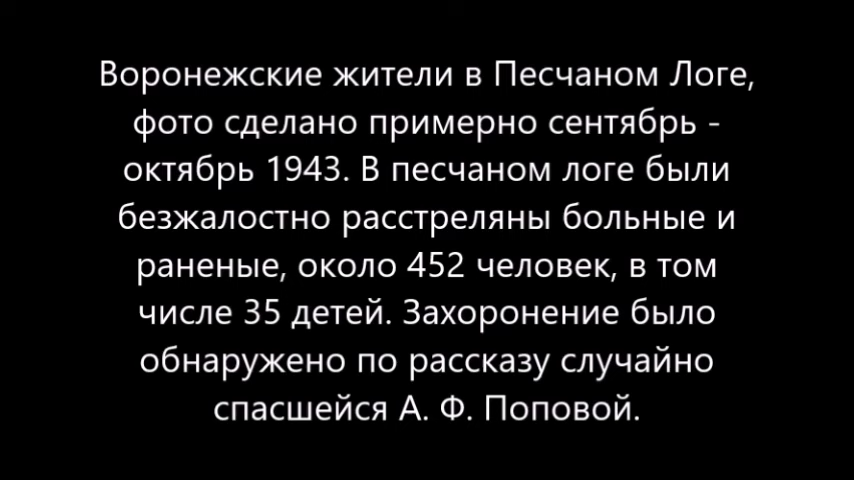 Воронежские жители в Песчаном Логе,
фото сделано примерно сентябрь -
октябрь 1943. В песчаном логе были
безжалостно расстреляны больные и
раненые, около 452 человек, в том
числе 35 детей. Захоронение было
обнаружено по рассказу случайно
спасшейся А. Ф. Поповой.